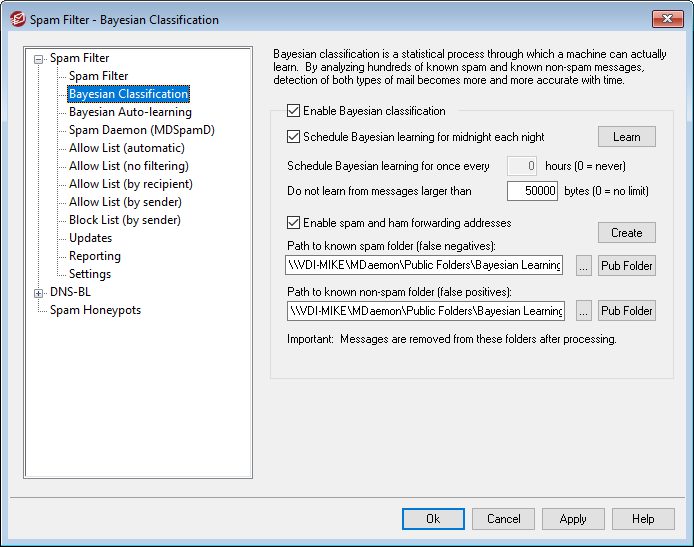 Spam Filter - Bayesian Classification
Spam Filter
Spam Filter
Bayesian Classification
Bayesian Auto-learning
Spam Daemon (MDSpamD)
Allow List (automatic)
Allow List (no filtering)
Allow List (by recipient)
Allow List (by sender)
Block List (by sender)
Updates
Reporting
Settings
DNS-BL
Spam Honeypots
Bayesian classification is a statistical process through which a machine can actually
learn. By analyzing hundreds of known spam and known non-spam messages,
detection of both types of mail becomes more and more accurate with time.
Enable Bayesian classification
Schedule Bayesian learning for midnight each night
Learn
Schedule Bayesian learning for once every 0 hours (0 = never)
Do not learn from messages larger than 50000 bytes (0 = no limit)
Enable spam and ham forwarding addresses
Create
Path to known spam folder (false negatives):
\\VDI-MIKE\MDaemon\Public Folders\Bayesian Learning ... Pub Folder
Path to known non-spam folder (false positives):
\\VDI-MIKE\MDaemon\Public Folders\Bayesian Learning ... Pub Folder
Important: Messages are removed from these folders after processing.
Ok Cancel Apply Help